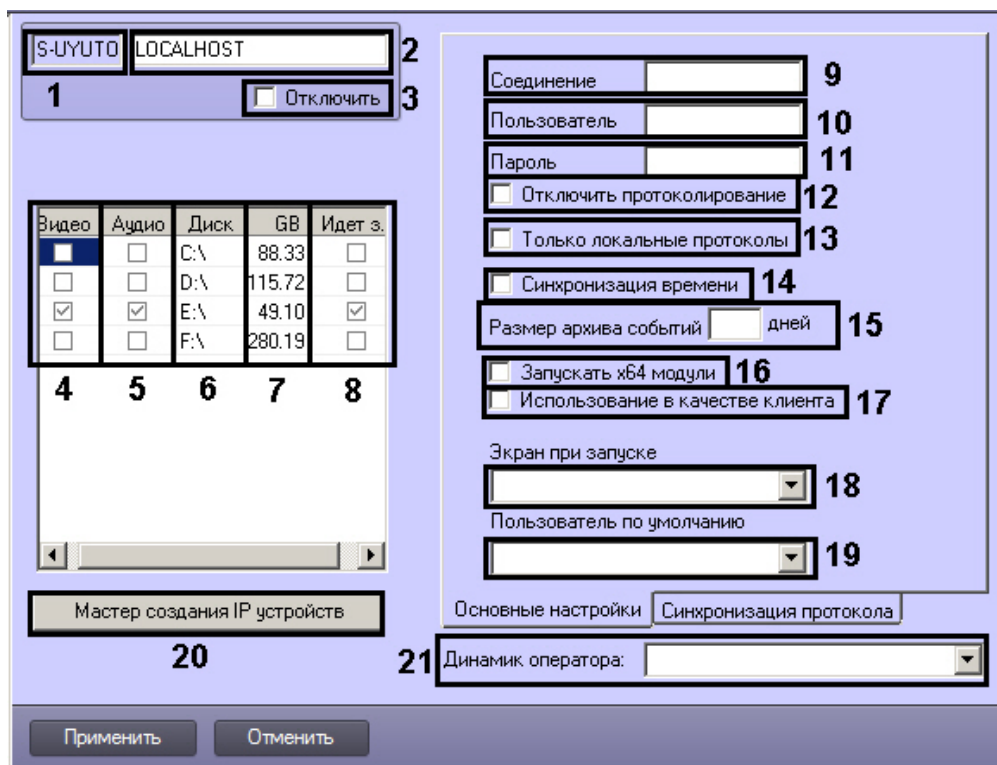 S-UYUTO LOCALHOST 2
1 Отключить 3
Соединение 9
Пользователь 10
Пароль 11
Отключить протоколирование 12
Только локальные протоколы 13
Синхронизация времени 14
Размер архива событий дней 15
Запускать x64 модули 16
Использование в качестве клиента 17
Экран при запуске
18
Пользователь по умолчанию
19
Видео Аудио Диск GB Идет з.
C:\ 88.33
D:\ 115.72
E:\ 49.10
F:\ 280.19
4 5 6 7 8
Мастер создания IP устройств
20
Основные настройки Синхронизация протокола
21 Динамик оператора:
Применить Отменить